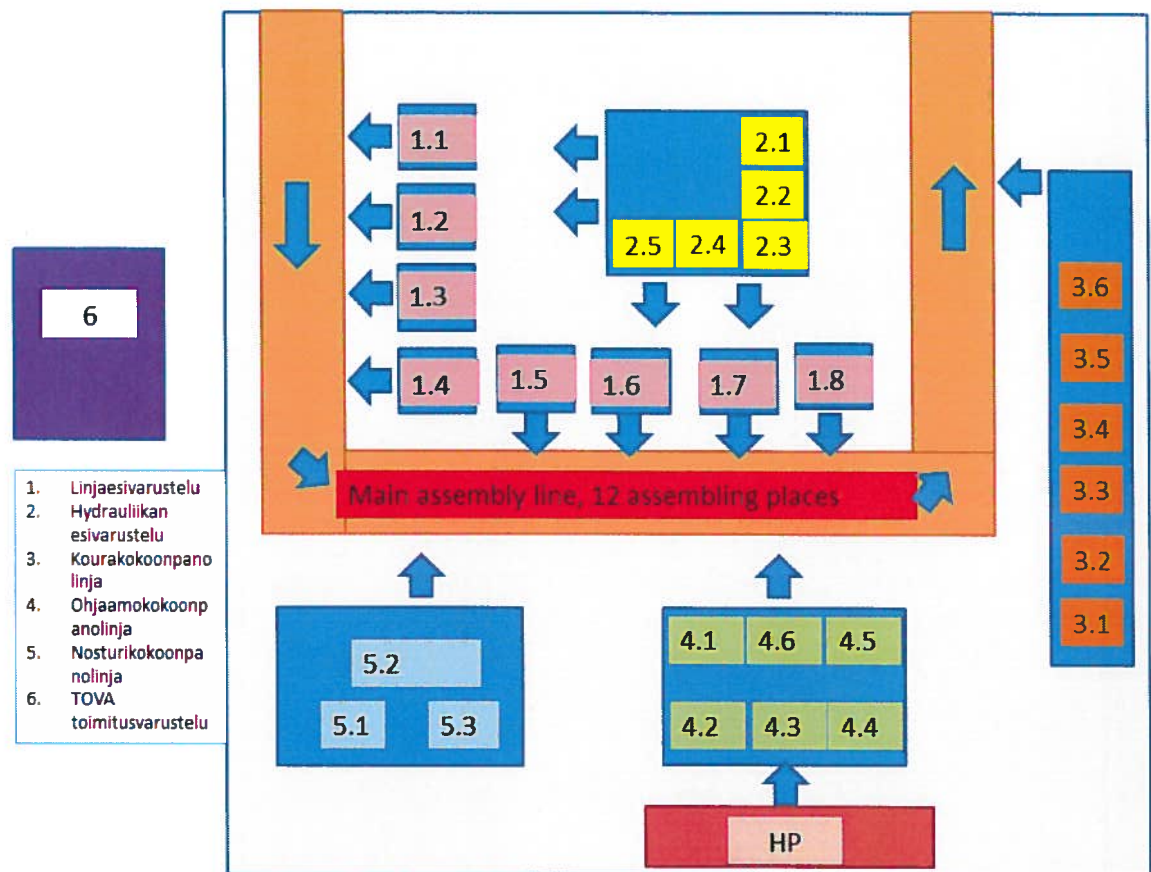 1.1
2.1
1.2
2.2
2.5
2.4
2.3
1.3
6
3.6
3.5
1.4
1.5
1.6
1.7
1.8
3.4
Main assembly line, 12 assembling places
3.3
3.2
3.1
1. Linjaesivarustelu
2. Hydrauliikan
esivarustelu
3. Kourakokoonpano
linja
4. Ohjaamokokoonp
anolinja
5. Nosturikokoonpa
nolinja
6. TOVA
toimitusvarustelu
5.2
5.1
5.3
4.1
4.6
4.5
4.2
4.3
4.4
HP